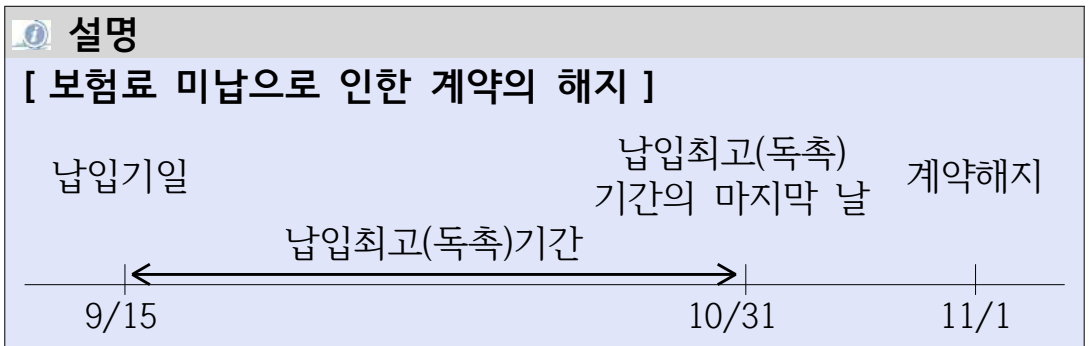 설명
[ 보험료 미납으로 인한 계약의 해지 ]
납입기일
납입최고(독촉)
기간의 마지막 날
계약해지
납입최고(독촉)기간
9/15
10/31
11/1